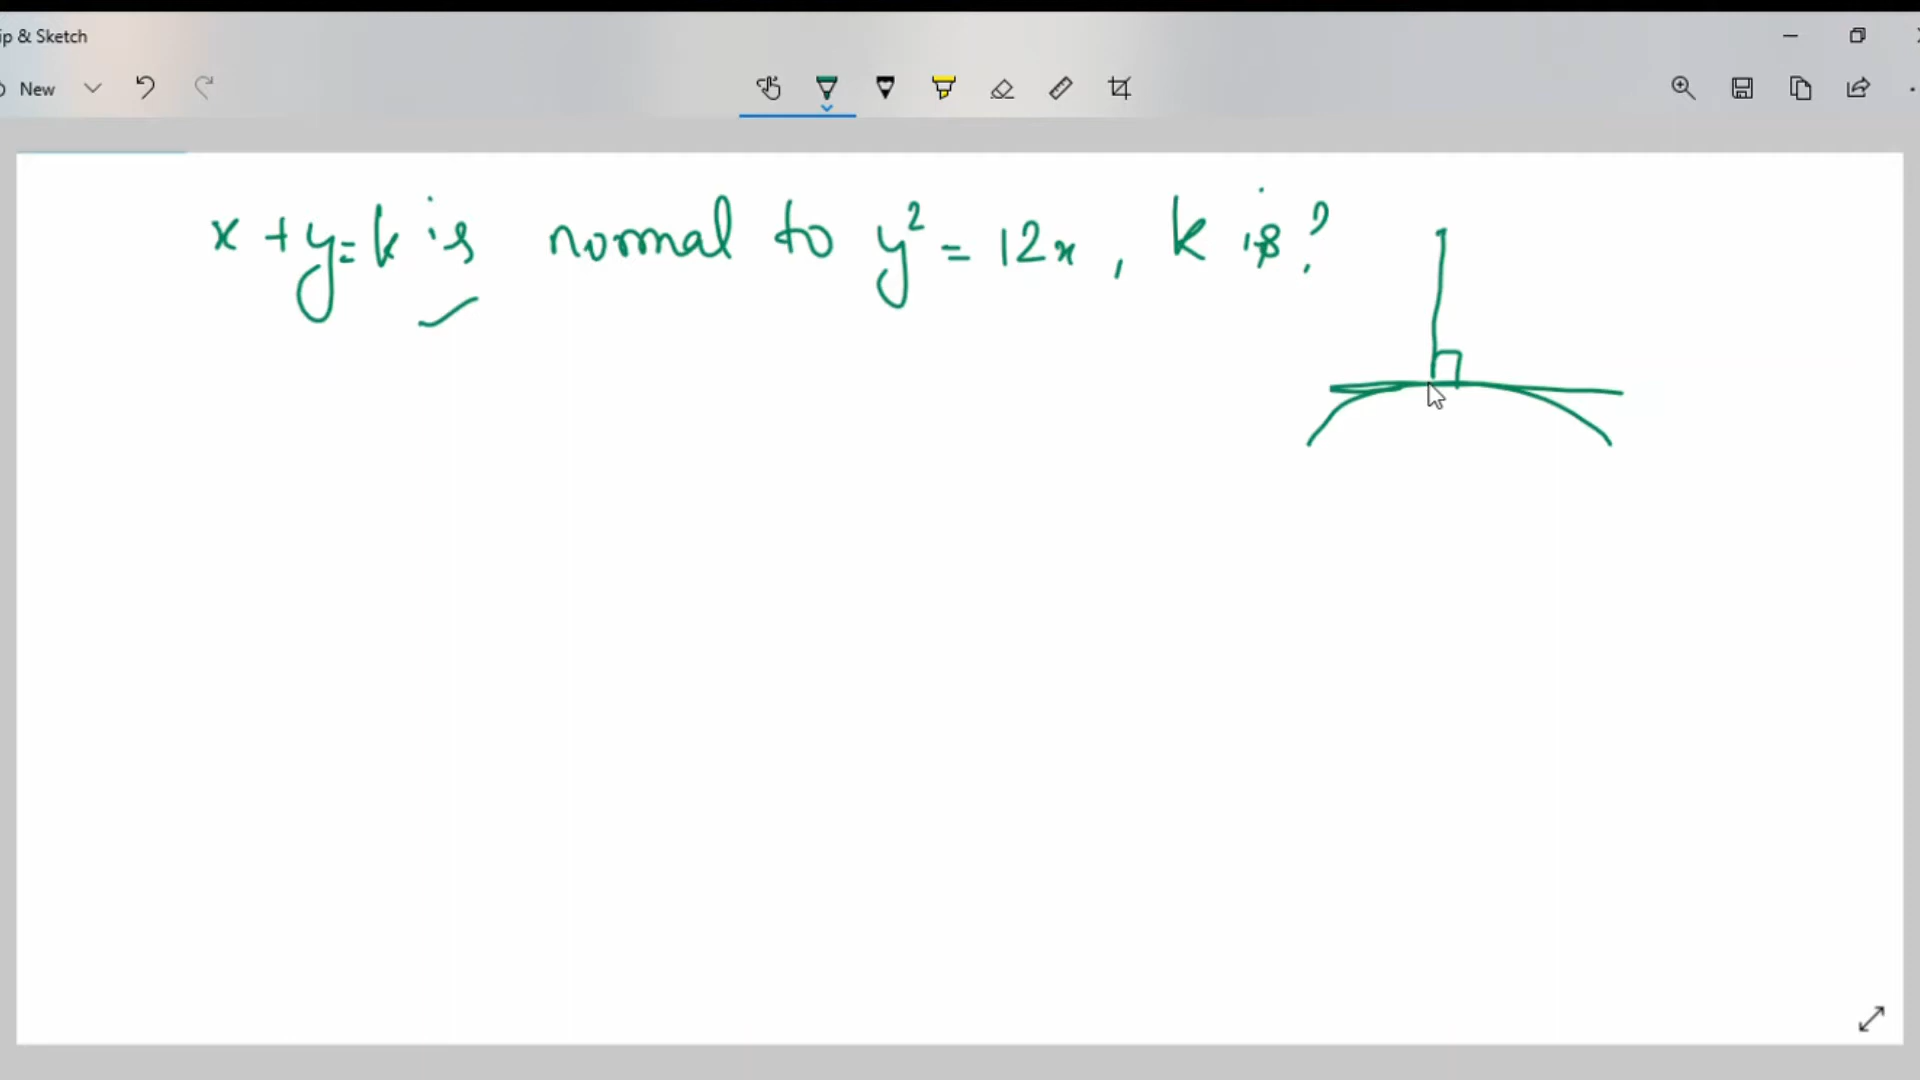 ip & Sketch
New
x + y = k is normal to y² = 12x , k is ?